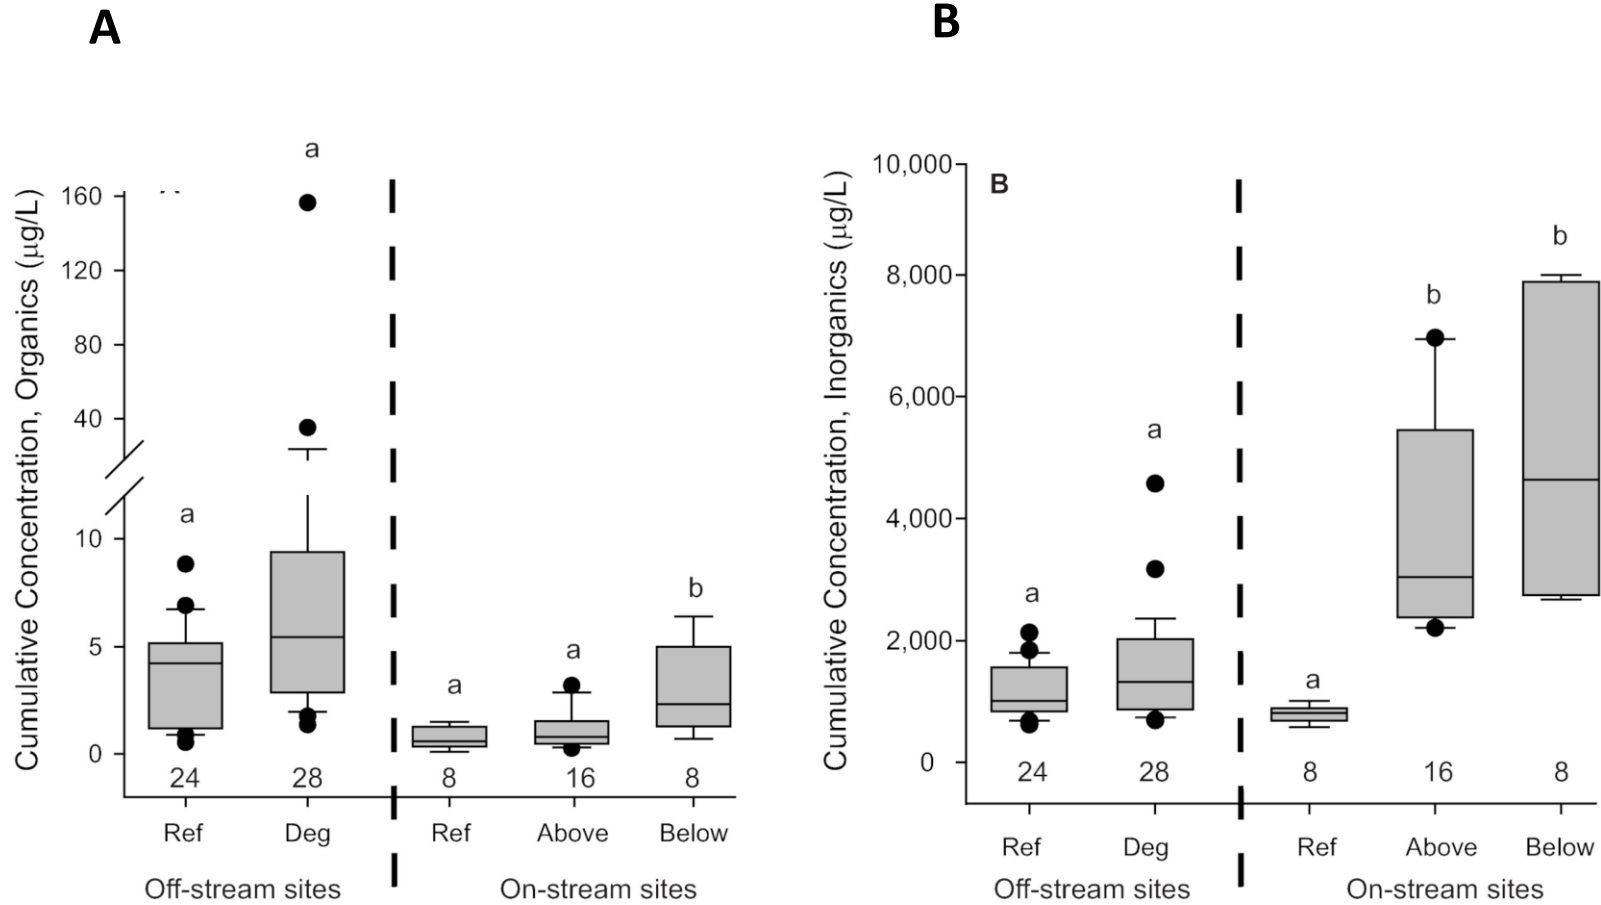 A
B
Cumulative Concentration, Organics (µg/L)
160
120
80
40
10
5
0
a
a
a
a
b
24
28
8
16
8
Ref
Deg
Ref
Above
Below
Off-stream sites
On-stream sites
Cumulative Concentration, Inorganics (µg/L)
10,000
8,000
6,000
4,000
2,000
0
B
a
a
a
b
b
24
28
8
16
8
Ref
Deg
Ref
Above
Below
Off-stream sites
On-stream sites